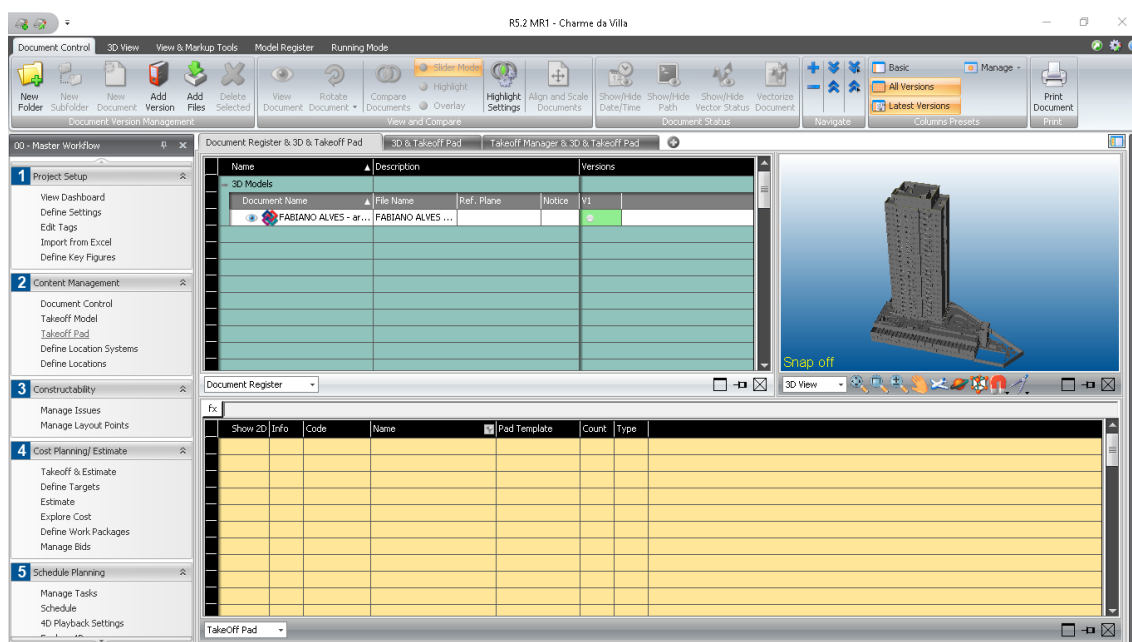 R5.2 MR1 - Charme da Villa
Document Control 3D View View & Markup Tools Model Register Running Mode
New Folder
New Subfolder
New Document
Add Version
Add Files
Delete Selected
Document Version Management
View Document
Rotate Document
Compare Documents
Slider Mode
Highlight
Overlay
Highlight Settings
Align and Scale Documents
View and Compare
Show/Hide Date/Time
Show/Hide Path
Show/Hide Vector Status
Vectorize Document
Document Status
Navigate
Basic
All Versions
Latest Versions
Manage
Columns Presets
Print Document
Print
00 - Master Workflow
1 Project Setup
View Dashboard
Define Settings
Edit Tags
Import from Excel
Define Key Figures
2 Content Management
Document Control
Takeoff Model
Takeoff Pad
Define Location Systems
Define Locations
3 Constructability
Manage Issues
Manage Layout Points
4 Cost Planning/ Estimate
Takeoff & Estimate
Define Targets
Estimate
Explore Cost
Define Work Packages
Manage Bids
5 Schedule Planning
Manage Tasks
Schedule
4D Playback Settings
Document Register & 3D & Takeoff Pad 3D & Takeoff Pad Takeoff Manager & 3D & Takeoff Pad
Name Description Versions
3D Models
Document Name File Name Ref. Plane Notice V1
FABIANO ALVES - ar... FABIANO ALVES ...
Document Register
Snap off
3D View
fx
Show 2D Info Code Name Pad Template Count Type
TakeOff Pad